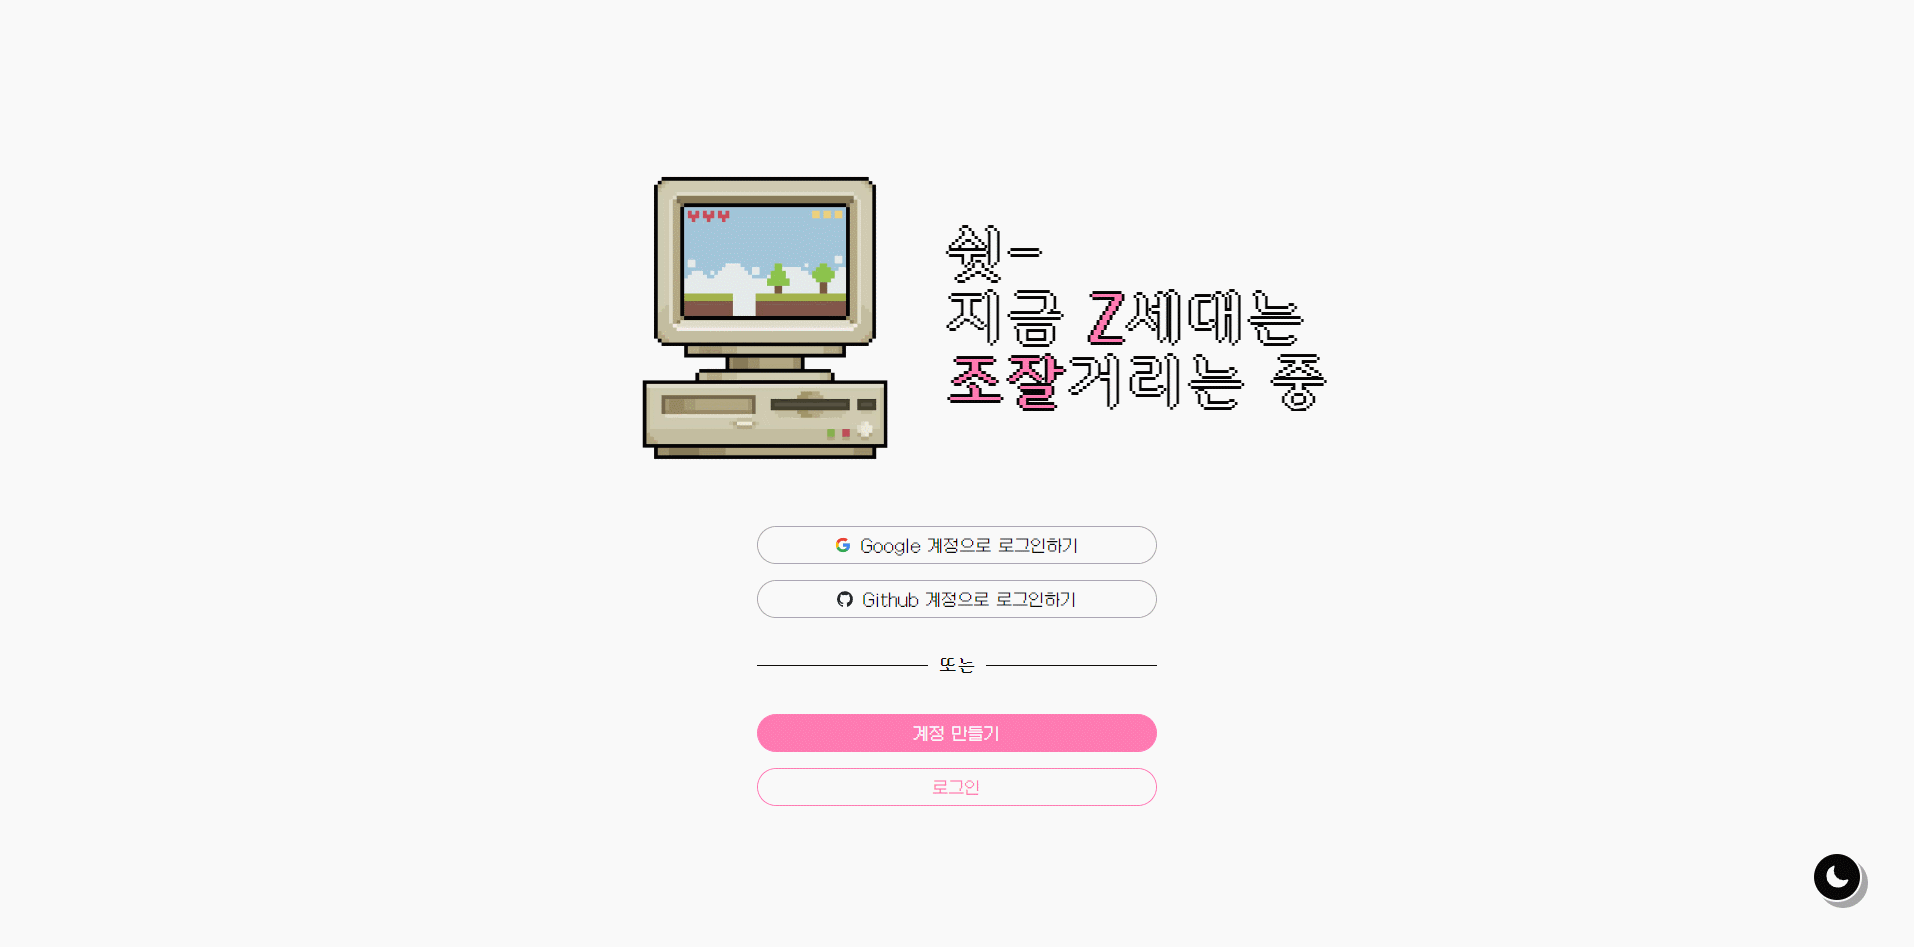 쉿-
지금 Z세대는
조잘거리는 중
Google 계정으로 로그인하기
Github 계정으로 로그인하기
또는
계정 만들기
로그인